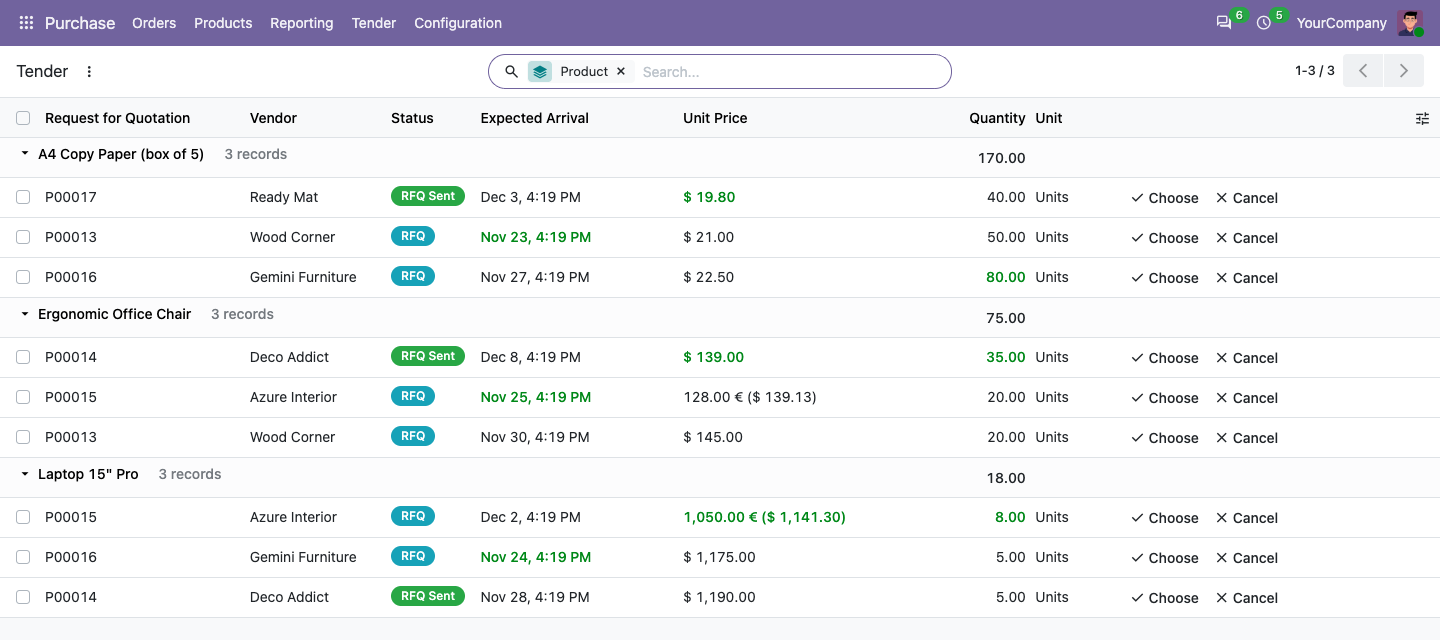 Purchase Orders Products Reporting Tender Configuration 6 5 YourCompany
Tender Product Search... 1-3 / 3
Request for Quotation Vendor Status Expected Arrival Unit Price Quantity Unit
A4 Copy Paper (box of 5) 3 records 170.00
P00017 Ready Mat RFQ Sent Dec 3, 4:19 PM $ 19.80 40.00 Units Choose Cancel
P00013 Wood Corner RFQ Nov 23, 4:19 PM $ 21.00 50.00 Units Choose Cancel
P00016 Gemini Furniture RFQ Nov 27, 4:19 PM $ 22.50 80.00 Units Choose Cancel
Ergonomic Office Chair 3 records 75.00
P00014 Deco Addict RFQ Sent Dec 8, 4:19 PM $ 139.00 35.00 Units Choose Cancel
P00015 Azure Interior RFQ Nov 25, 4:19 PM 128.00 € ($ 139.13) 20.00 Units Choose Cancel
P00013 Wood Corner RFQ Nov 30, 4:19 PM $ 145.00 20.00 Units Choose Cancel
Laptop 15" Pro 3 records 18.00
P00015 Azure Interior RFQ Dec 2, 4:19 PM 1,050.00 € ($ 1,141.30) 8.00 Units Choose Cancel
P00016 Gemini Furniture RFQ Nov 24, 4:19 PM $ 1,175.00 5.00 Units Choose Cancel
P00014 Deco Addict RFQ Sent Nov 28, 4:19 PM $ 1,190.00 5.00 Units Choose Cancel